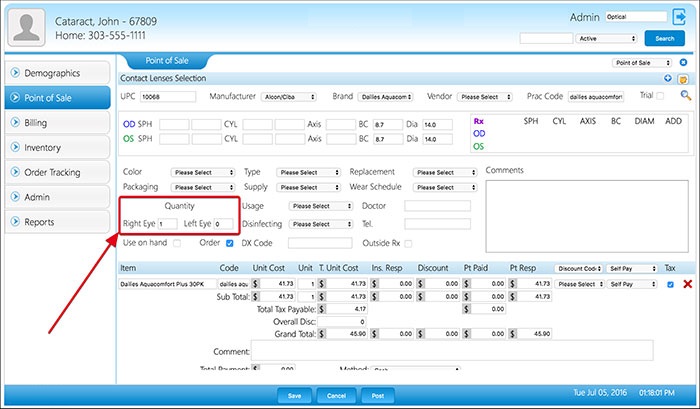 Cataract, John - 67809
Home: 303-555-1111
Admin Optical
Active Search
Demographics
Point of Sale
Billing
Inventory
Order Tracking
Admin
Reports
Point of Sale Point of Sale
Contact Lenses Selection
UPC 10068 Manufacturer Alcon/Ciba Brand Dailies Aquacom Vendor Please Select Prac Code dailies aquacomfort Trial
OD SPH CYL Axis BC 8.7 Dia 14.0
OS SPH CYL Axis BC 8.7 Dia 14.0
Rx SPH CYL AXIS BC DIAM ADD
OD
OS
Color Please Select Type Please Select Replacement Please Select Comments
Packaging Please Select Supply Please Select Wear Schedule Please Select
Quantity Usage Please Select Doctor
Right Eye 1 Left Eye 0 Disinfecting Please Select Tel.
Use on hand Order DX Code Outside Rx
Item Code Unit Cost Unit T. Unit Cost Ins. Resp Discount Pt Paid Pt Resp Discount Code Self Pay Tax
Dailies Aquacomfort Plus 30PK dailies aqu $ 41.73 1 $ 41.73 $ 0.00 $ 0.00 $ 0.00 $ 41.73 Please Select Self Pay
Sub Total: $ 41.73 1 $ 41.73 $ 0.00 $ 0.00 $ 0.00 $ 41.73
Total Tax Payable: $ 4.17 $ 0.00
Overall Disc: 0
Grand Total: $ 45.90 $ 0.00 $ 0.00 $ 0.00 $ 45.90
Comment:
Total Payment: $ 0.00 Method: Cash
Save Cancel Post Tue Jul 05, 2016 01:18:01 PM